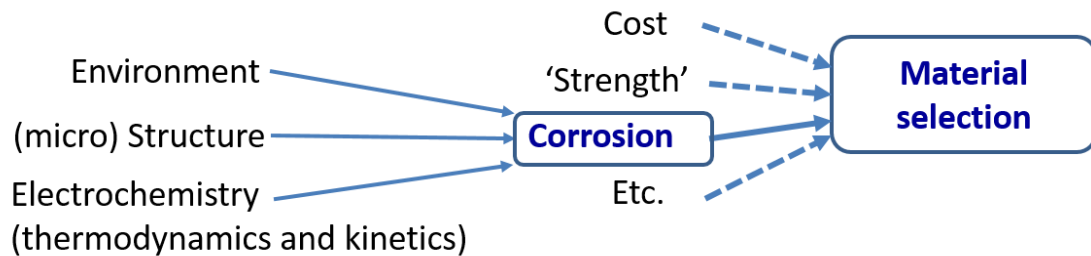 Environment
(micro) Structure
Electrochemistry
(thermodynamics and kinetics)
Corrosion
Cost
‘Strength’
Etc.
Material
selection